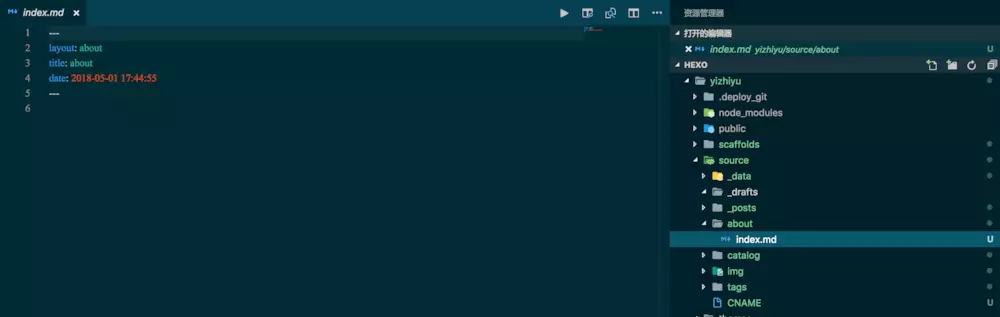 index.md
1 ---
2 layout: about
3 title: about
4 date: 2018-05-01 17:44:55
5 ---
6
资源管理器
打开的编辑器
index.md yizhiyu/source/about U
HEXO
yizhiyu
.deploy_git
node_modules
public
scaffolds
source
_data
_drafts
_posts
about
index.md U
catalog
img
tags
CNAME U